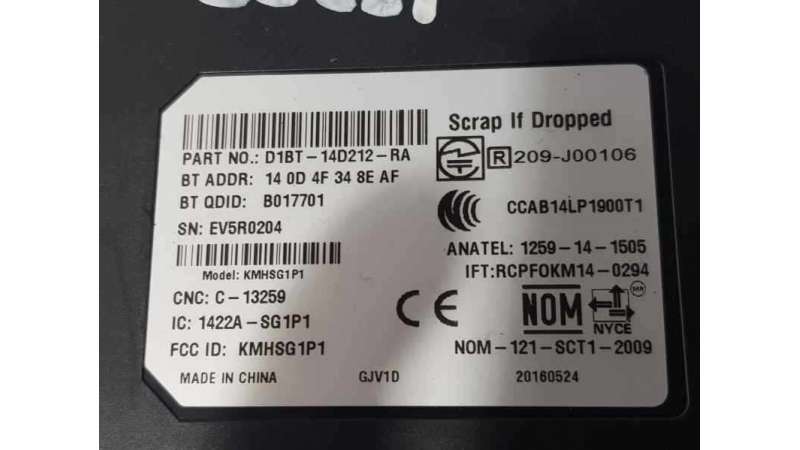 Scrap If Dropped
PART NO.: D1BT-14D212-RA
R 209-J00106
BT ADDR: 14 0D 4F 34 8E AF
BT QDID: B017701
CCAB14LP1900T1
SN: EV5R0204
ANATEL: 1259-14-1505
Model: KMHSG1P1
IFT:RCPFOKM14-0294
CNC: C-13259
CE
NOM
NYCE
IC: 1422A-SG1P1
FCC ID: KMHSG1P1
NOM-121-SCT1-2009
MADE IN CHINA
GJV1D
20160524